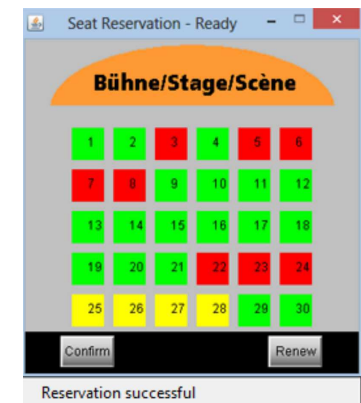 Seat Reservation - Ready
Bühne/Stage/Scène
1 2 3 4 5 6
7 8 9 10 11 12
13 14 15 16 17 18
19 20 21 22 23 24
25 26 27 28 29 30
Confirm Renew
Reservation successful